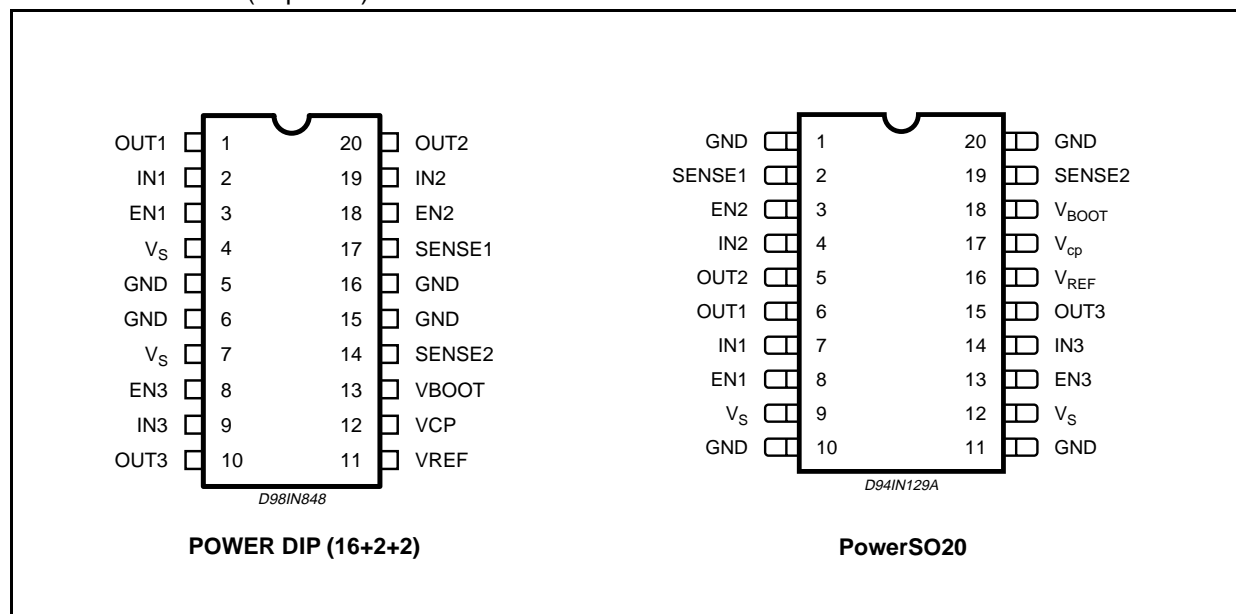 OUT1 1 20 OUT2
IN1 2 19 IN2
EN1 3 18 EN2
VS 4 17 SENSE1
GND 5 16 GND
GND 6 15 GND
VS 7 14 SENSE2
EN3 8 13 VBOOT
IN3 9 12 VCP
OUT3 10 11 VREF
D98IN848
POWER DIP (16+2+2)
GND 1 20 GND
SENSE1 2 19 SENSE2
EN2 3 18 VBOOT
IN2 4 17 Vcp
OUT2 5 16 VREF
OUT1 6 15 OUT3
IN1 7 14 IN3
EN1 8 13 EN3
VS 9 12 VS
GND 10 11 GND
D94IN129A
PowerSO20